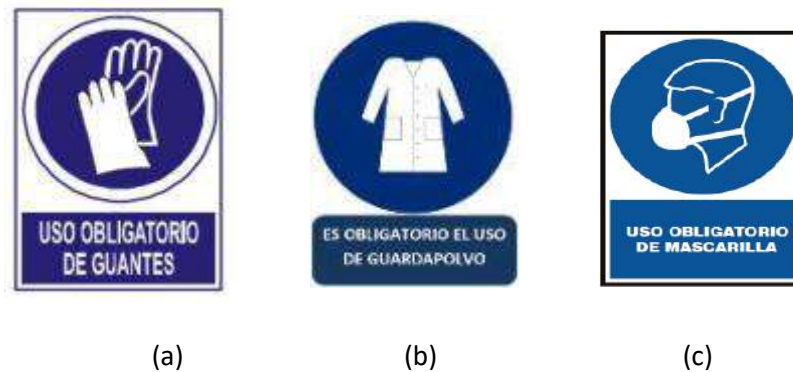 USO OBLIGATORIO
DE GUANTES
ES OBLIGATORIO EL USO
DE GUARDAPOLVO
USO OBLIGATORIO
DE MASCARILLA
(a)
(b)
(c)